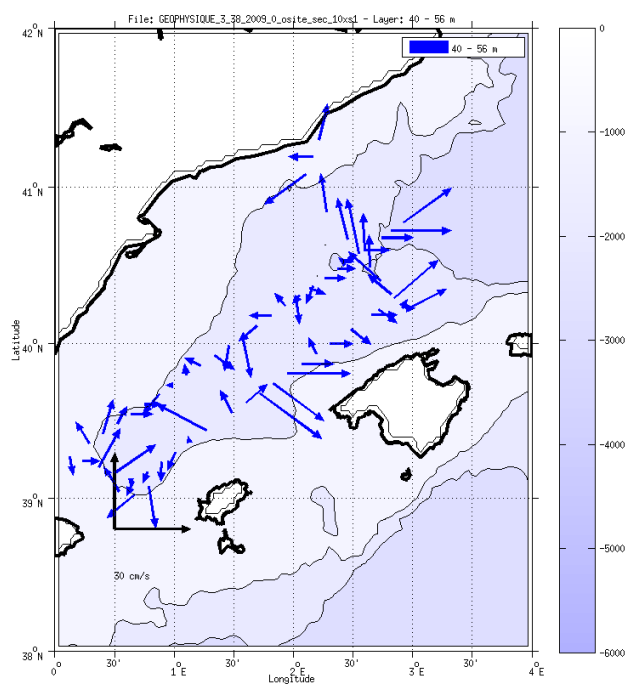 File: GEOPHYSIQUE_3_38_2009_0_osite_sec_10xs1 - Layer: 40 - 56 m
40 - 56 m
42°N
41°N
40°N
39°N
38°N
Latitude
30 cm/s
0° 30' 1°E 30' 2°E 30' 3°E 30' 4°E
Longitude
0
-1000
-2000
-3000
-4000
-5000
-6000